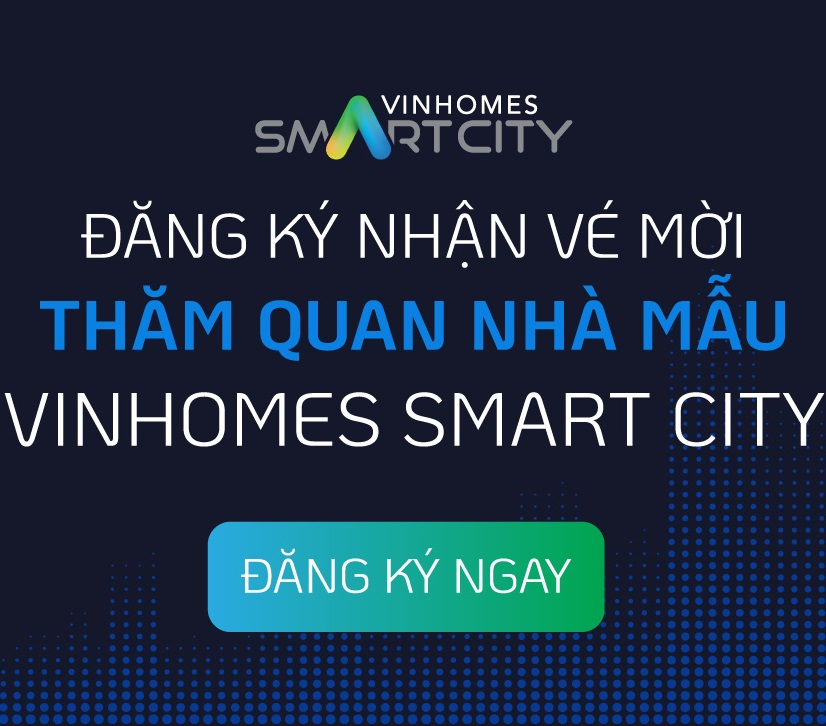 VINHOMES
SMARTCITY
ĐĂNG KÝ NHẬN VÉ MỜI
THĂM QUAN NHÀ MẪU
VINHOMES SMART CITY
ĐĂNG KÝ NGAY